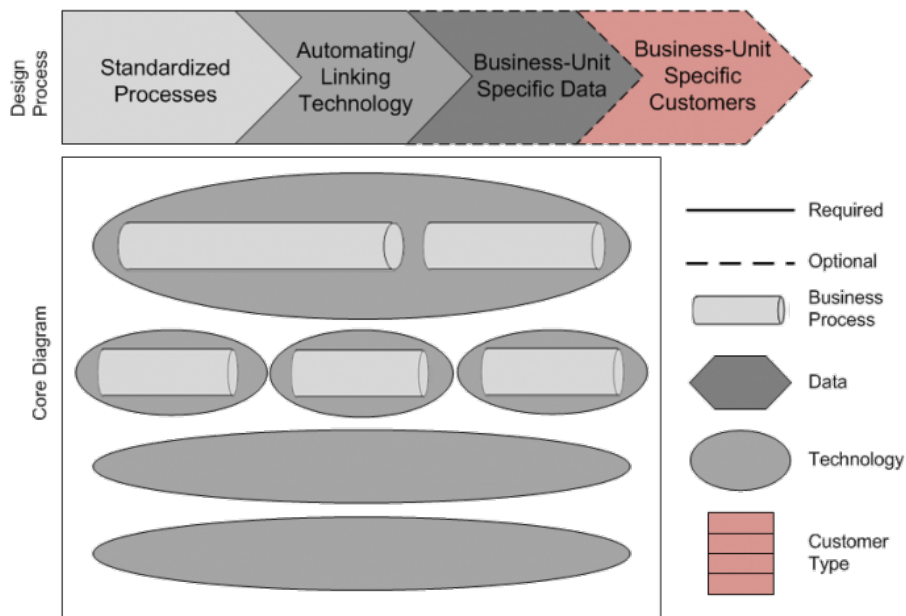 Design
Process
Standardized
Processes
Automating/
Linking
Technology
Business-Unit
Specific Data
Business-Unit
Specific
Customers
Core Diagram
Required
Optional
Business
Process
Data
Technology
Customer
Type